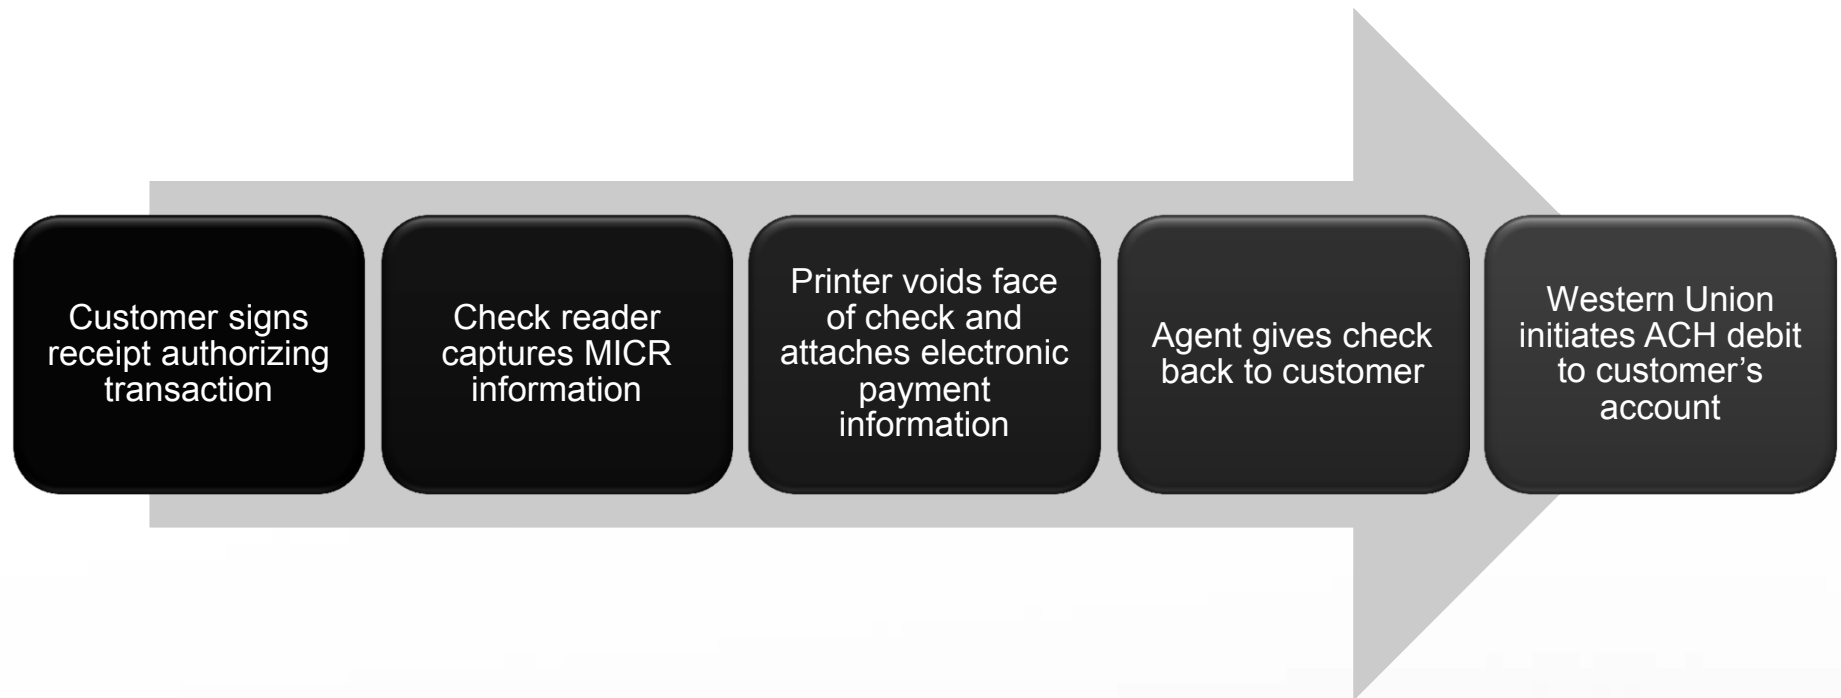 Customer signs
receipt authorizing
transaction
Check reader
captures MICR
information
Printer voids face
of check and
attaches electronic
payment
information
Agent gives check
back to customer
Western Union
initiates ACH debit
to customer’s
account